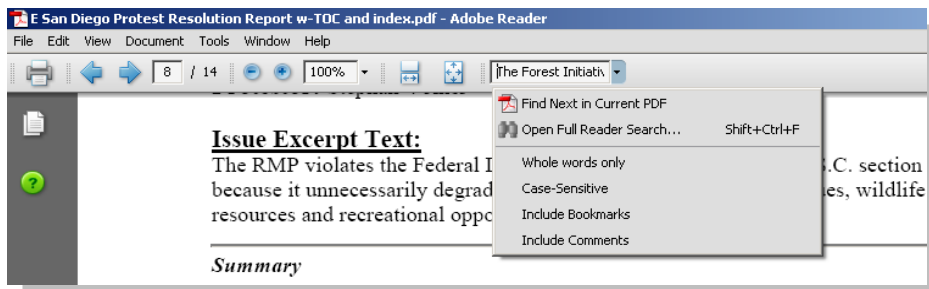 E San Diego Protest Resolution Report w-TOC and index.pdf - Adobe Reader
File Edit View Document Tools Window Help
8 / 14 100% The Forest Initiativ
Find Next in Current PDF
Open Full Reader Search... Shift+Ctrl+F
Whole words only
Case-Sensitive
Include Bookmarks
Include Comments
Issue Excerpt Text:
The RMP violates the Federal .C. section
because it unnecessarily degrad es, wildlife
resources and recreational oppo
Summary